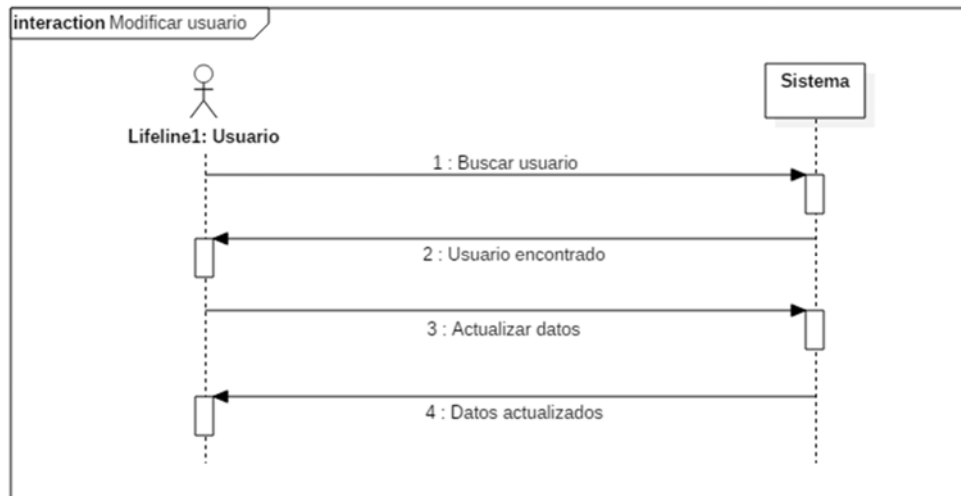 interaction Modificar usuario
Sistema
Lifeline1: Usuario
1 : Buscar usuario
2 : Usuario encontrado
3 : Actualizar datos
4 : Datos actualizados